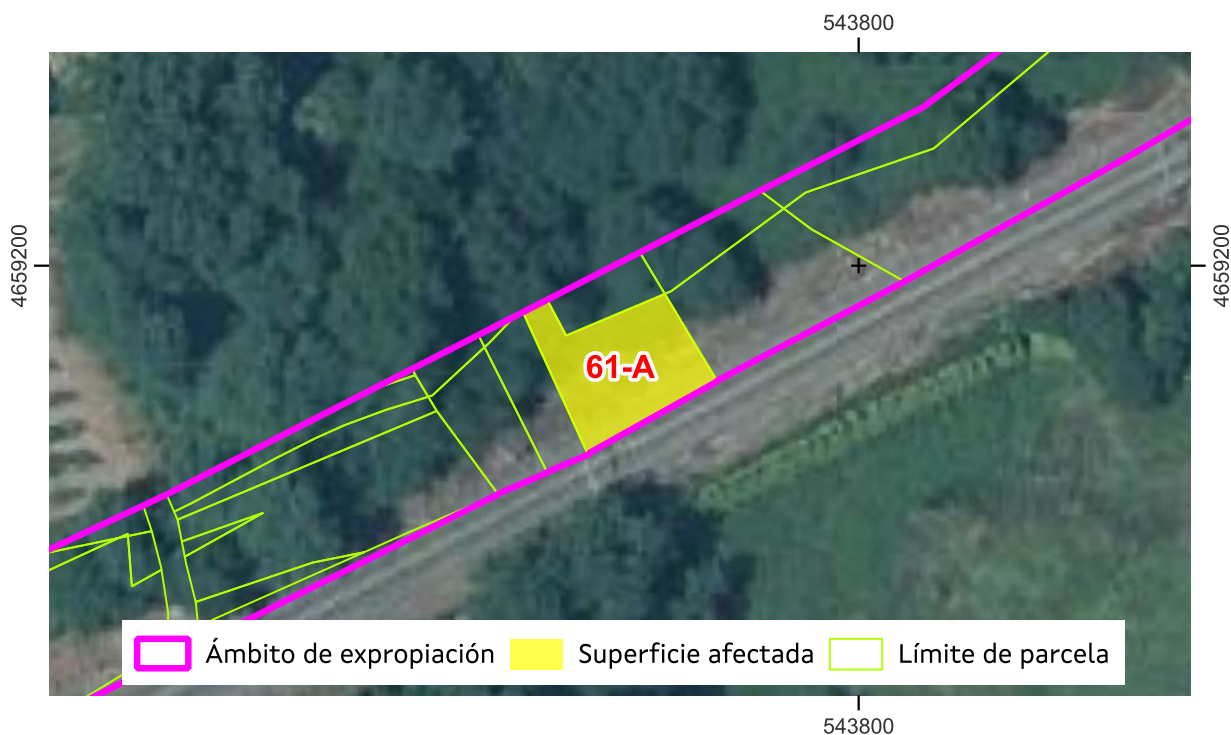 543800
4659200
4659200
61-A
Ámbito de expropiación
Superficie afectada
Límite de parcela
543800